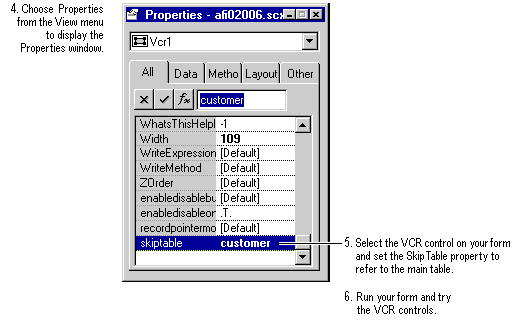 4. Choose Properties
from the View menu
to display the
Properties window.
Properties - afi02006.scx
Vcr1
All Data Metho Layout Other
customer
WhatsThisHelpI -1
Width 109
WriteExpression [Default]
WriteMethod [Default]
ZOrder [Default]
enabledisablebu [Default]
enabledisableor .T.
recordpointermo [Default]
skiptable customer
5. Select the VCR control on your form
and set the SkipTable property to
refer to the main table.
6. Run your form and try
the VCR controls.